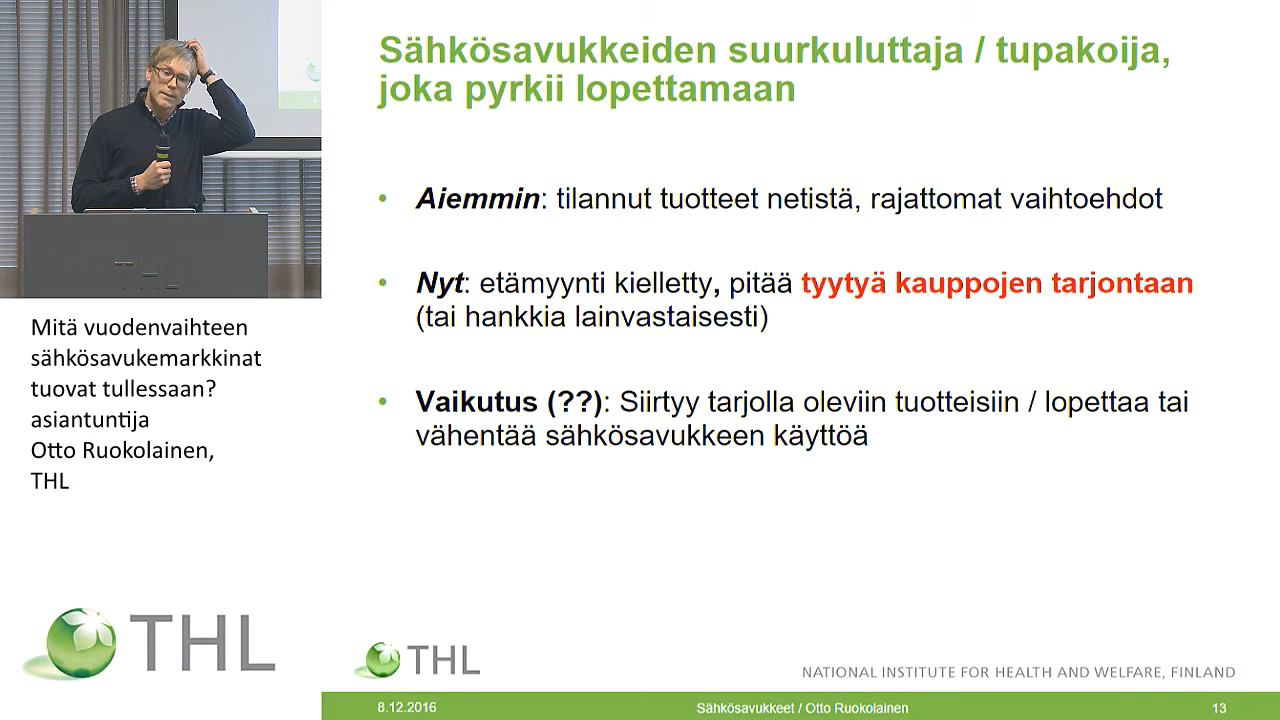 Sähkösavukkeiden suurkuluttaja / tupakoija,
joka pyrkii lopettamaan
• Aiemmin: tilannut tuotteet netistä, rajattomat vaihtoehdot
• Nyt: etämyynti kielletty, pitää tyytyä kauppojen tarjontaan
(tai hankkia lainvastaisesti)
• Vaikutus (??): Siirtyy tarjolla oleviin tuotteisiin / lopettaa tai
vähentää sähkösavukkeen käyttöä
THL
Mitä vuodenvaihteen
sähkösavukemarkkinat
tuovat tullessaan?
asiantuntija
Otto Ruokolainen,
THL
THL
THL
NATIONAL INSTITUTE FOR HEALTH AND WELFARE, FINLAND
8.12.2016
Sähkösavukkeet / Otto Ruokolainen
13